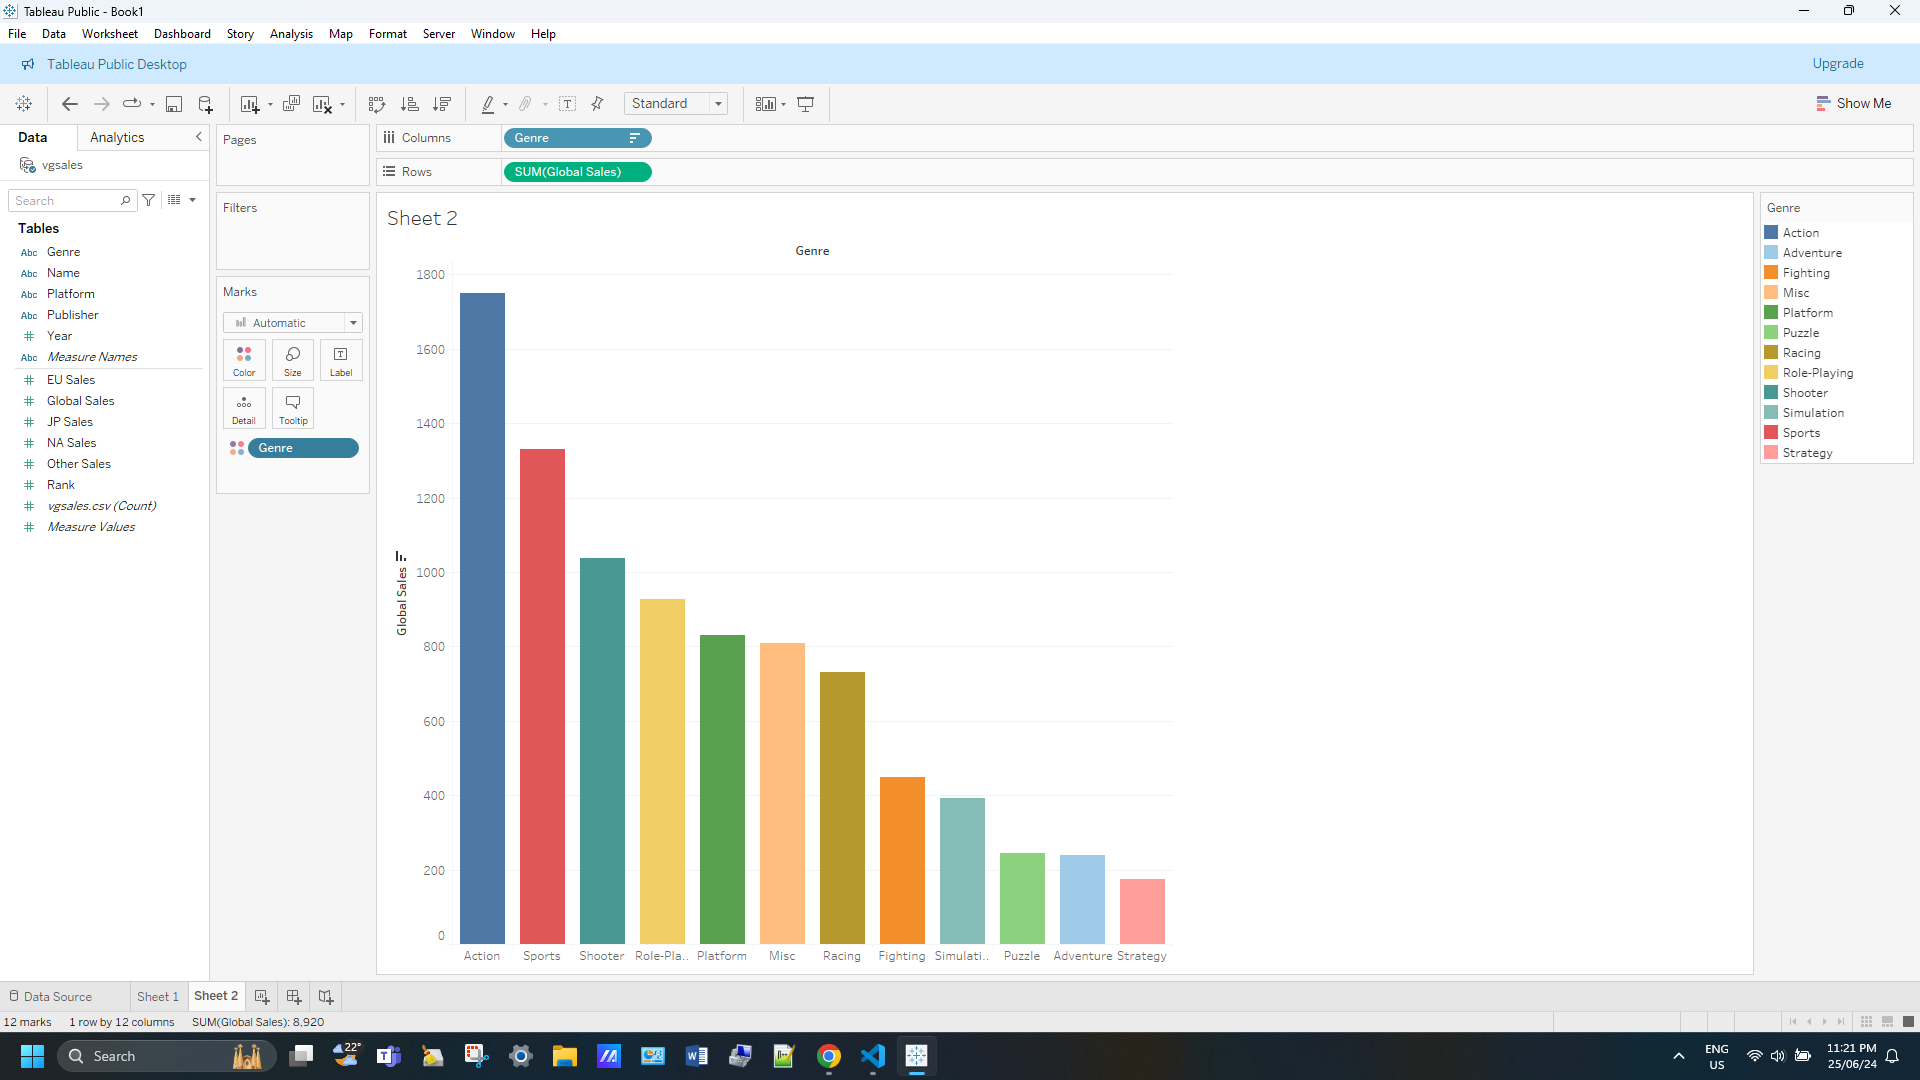 Tableau Public - Book1
File Data Worksheet Dashboard Story Analysis Map Format Server Window Help
Tableau Public Desktop
Upgrade
Standard
Show Me
Data
Analytics
vgsales
Search
Tables
Abc Genre
Abc Name
Abc Platform
Abc Publisher
# Year
Abc Measure Names
# EU Sales
# Global Sales
# JP Sales
# NA Sales
# Other Sales
# Rank
# vgsales.csv (Count)
# Measure Values
Pages
Filters
Marks
Automatic
Color
Size
Label
Detail
Tooltip
Genre
Columns
Genre
Rows
SUM(Global Sales)
Sheet 2
Genre
Global Sales
1800
1600
1400
1200
1000
800
600
400
200
0
Action Sports Shooter Role-Pla.. Platform Misc Racing Fighting Simulati.. Puzzle Adventure Strategy
Genre
Action
Adventure
Fighting
Misc
Platform
Puzzle
Racing
Role-Playing
Shooter
Simulation
Sports
Strategy
Data Source
Sheet 1
Sheet 2
12 marks
1 row by 12 columns
SUM(Global Sales): 8,920
Search
22°
ENG
US
11:21 PM
25/06/24